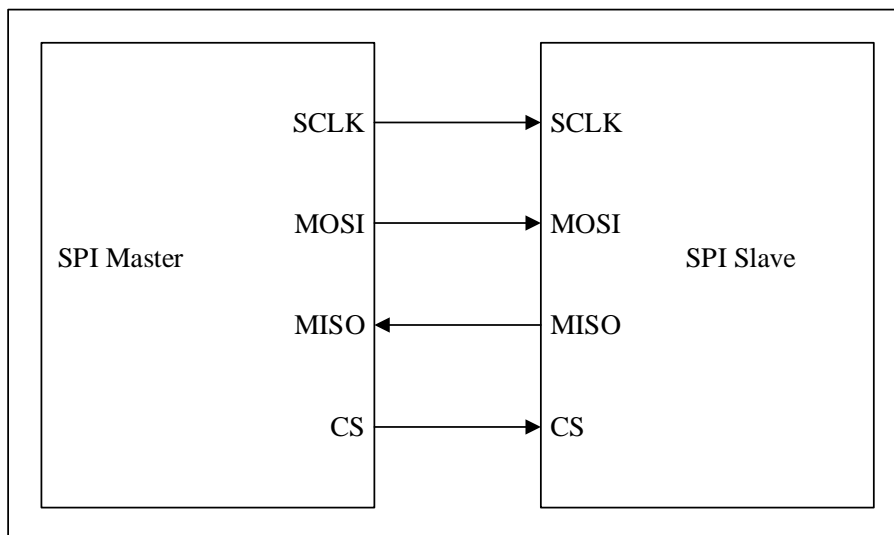 SCLK
SCLK
MOSI
MOSI
SPI Master
SPI Slave
MISO
MISO
CS
CS